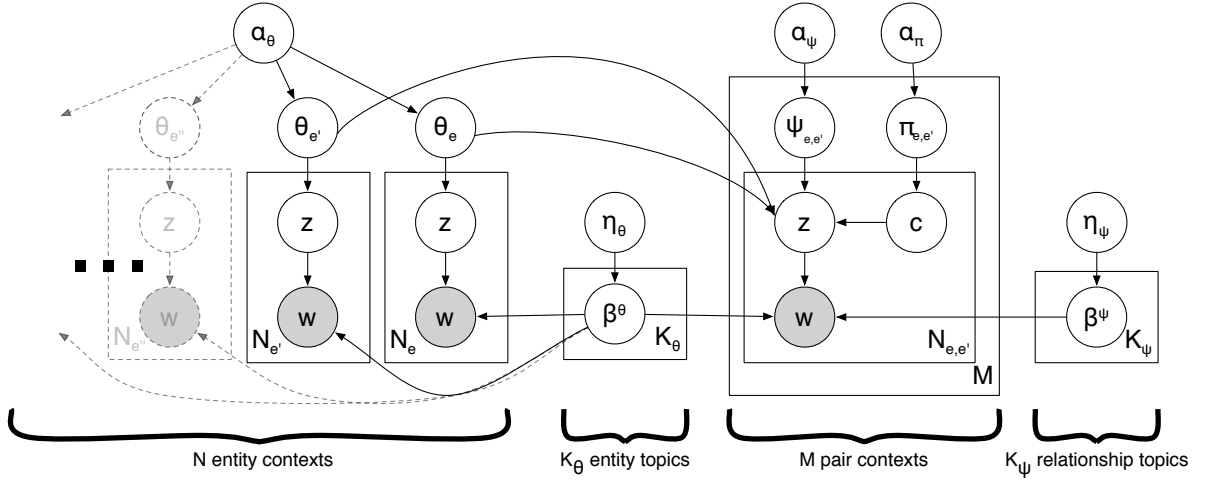 α_θ
α_ψ
α_π
θ_e''
θ_e'
θ_e
ψ_e,e'
π_e,e'
z
z
z
η_θ
z
c
η_ψ
w
N_e''
w
N_e'
w
N_e
β^θ
K_θ
w
N_e,e'
M
β^ψ
K_ψ
N entity contexts
K_θ entity topics
M pair contexts
K_ψ relationship topics